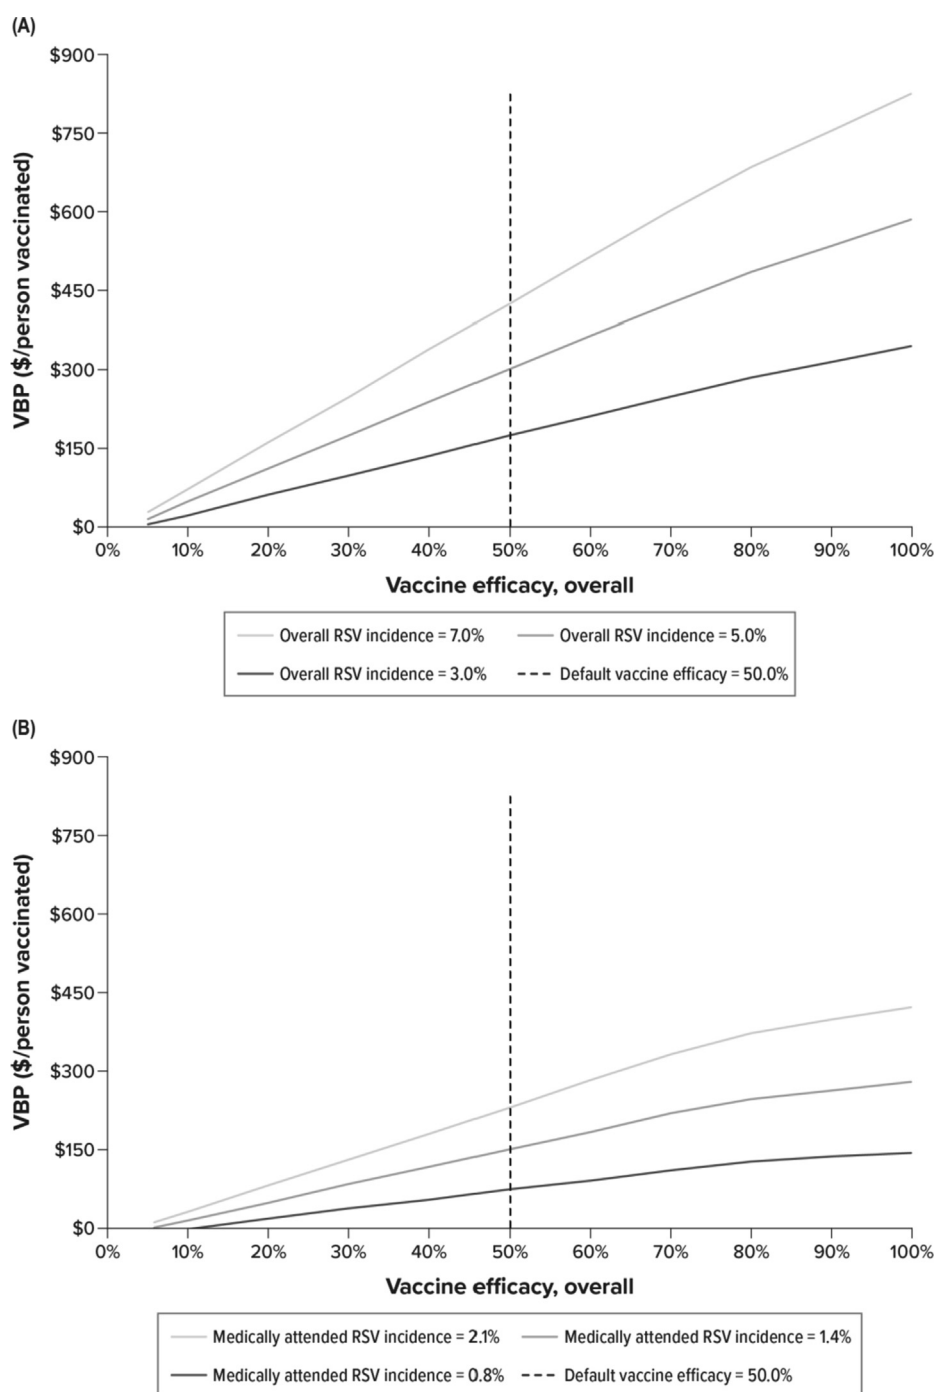 (A)
$900
$750
$600
$450
$300
$150
$0
VBP ($/person vaccinated)
0% 10% 20% 30% 40% 50% 60% 70% 80% 90% 100%
Vaccine efficacy, overall
Overall RSV incidence = 7.0% Overall RSV incidence = 5.0%
Overall RSV incidence = 3.0% Default vaccine efficacy = 50.0%
(B)
$900
$750
$600
$450
$300
$150
$0
VBP ($/person vaccinated)
0% 10% 20% 30% 40% 50% 60% 70% 80% 90% 100%
Vaccine efficacy, overall
Medically attended RSV incidence = 2.1% Medically attended RSV incidence = 1.4%
Medically attended RSV incidence = 0.8% Default vaccine efficacy = 50.0%